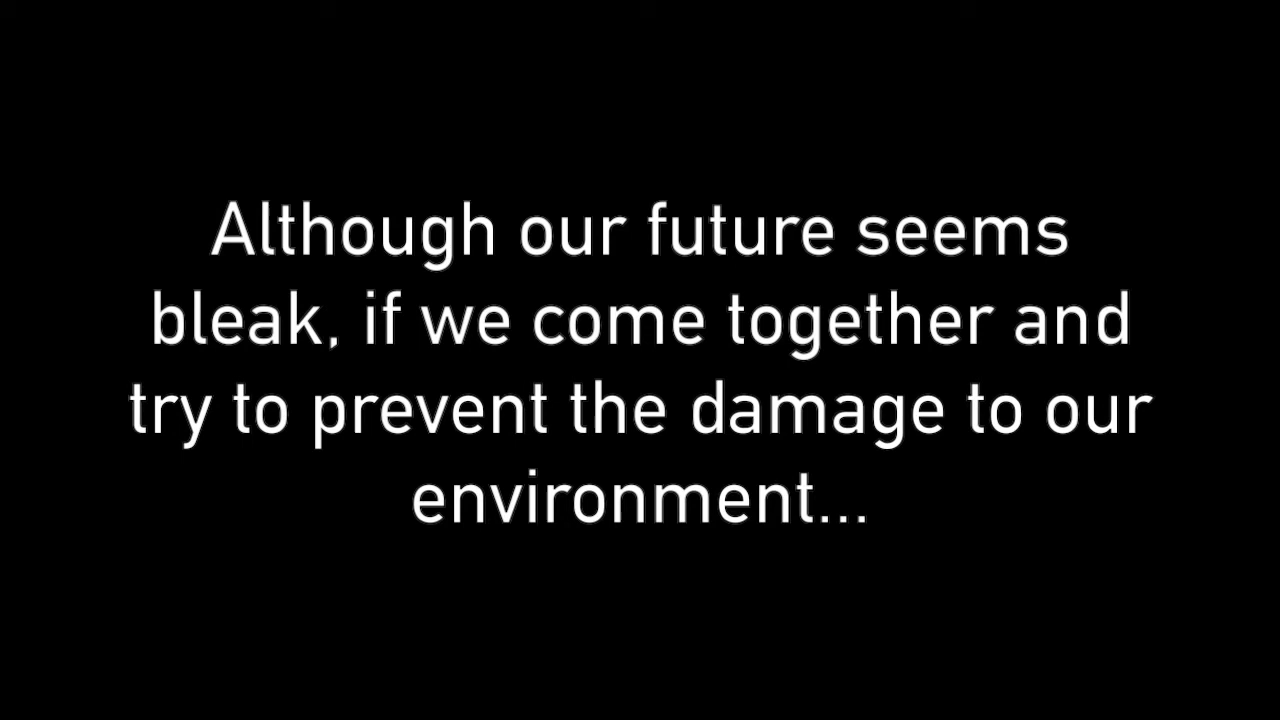 Although our future seems
bleak, if we come together and
try to prevent the damage to our
environment...